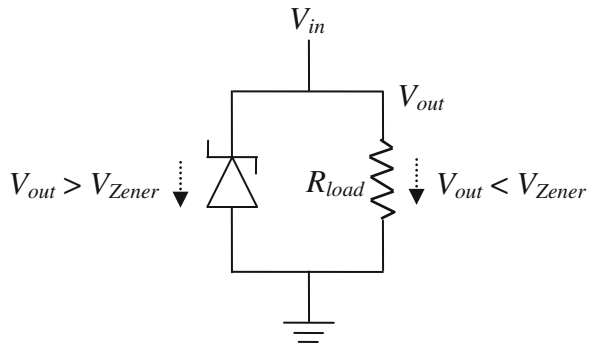 V_in
V_out
V_out > V_Zener
R_load
V_out < V_Zener